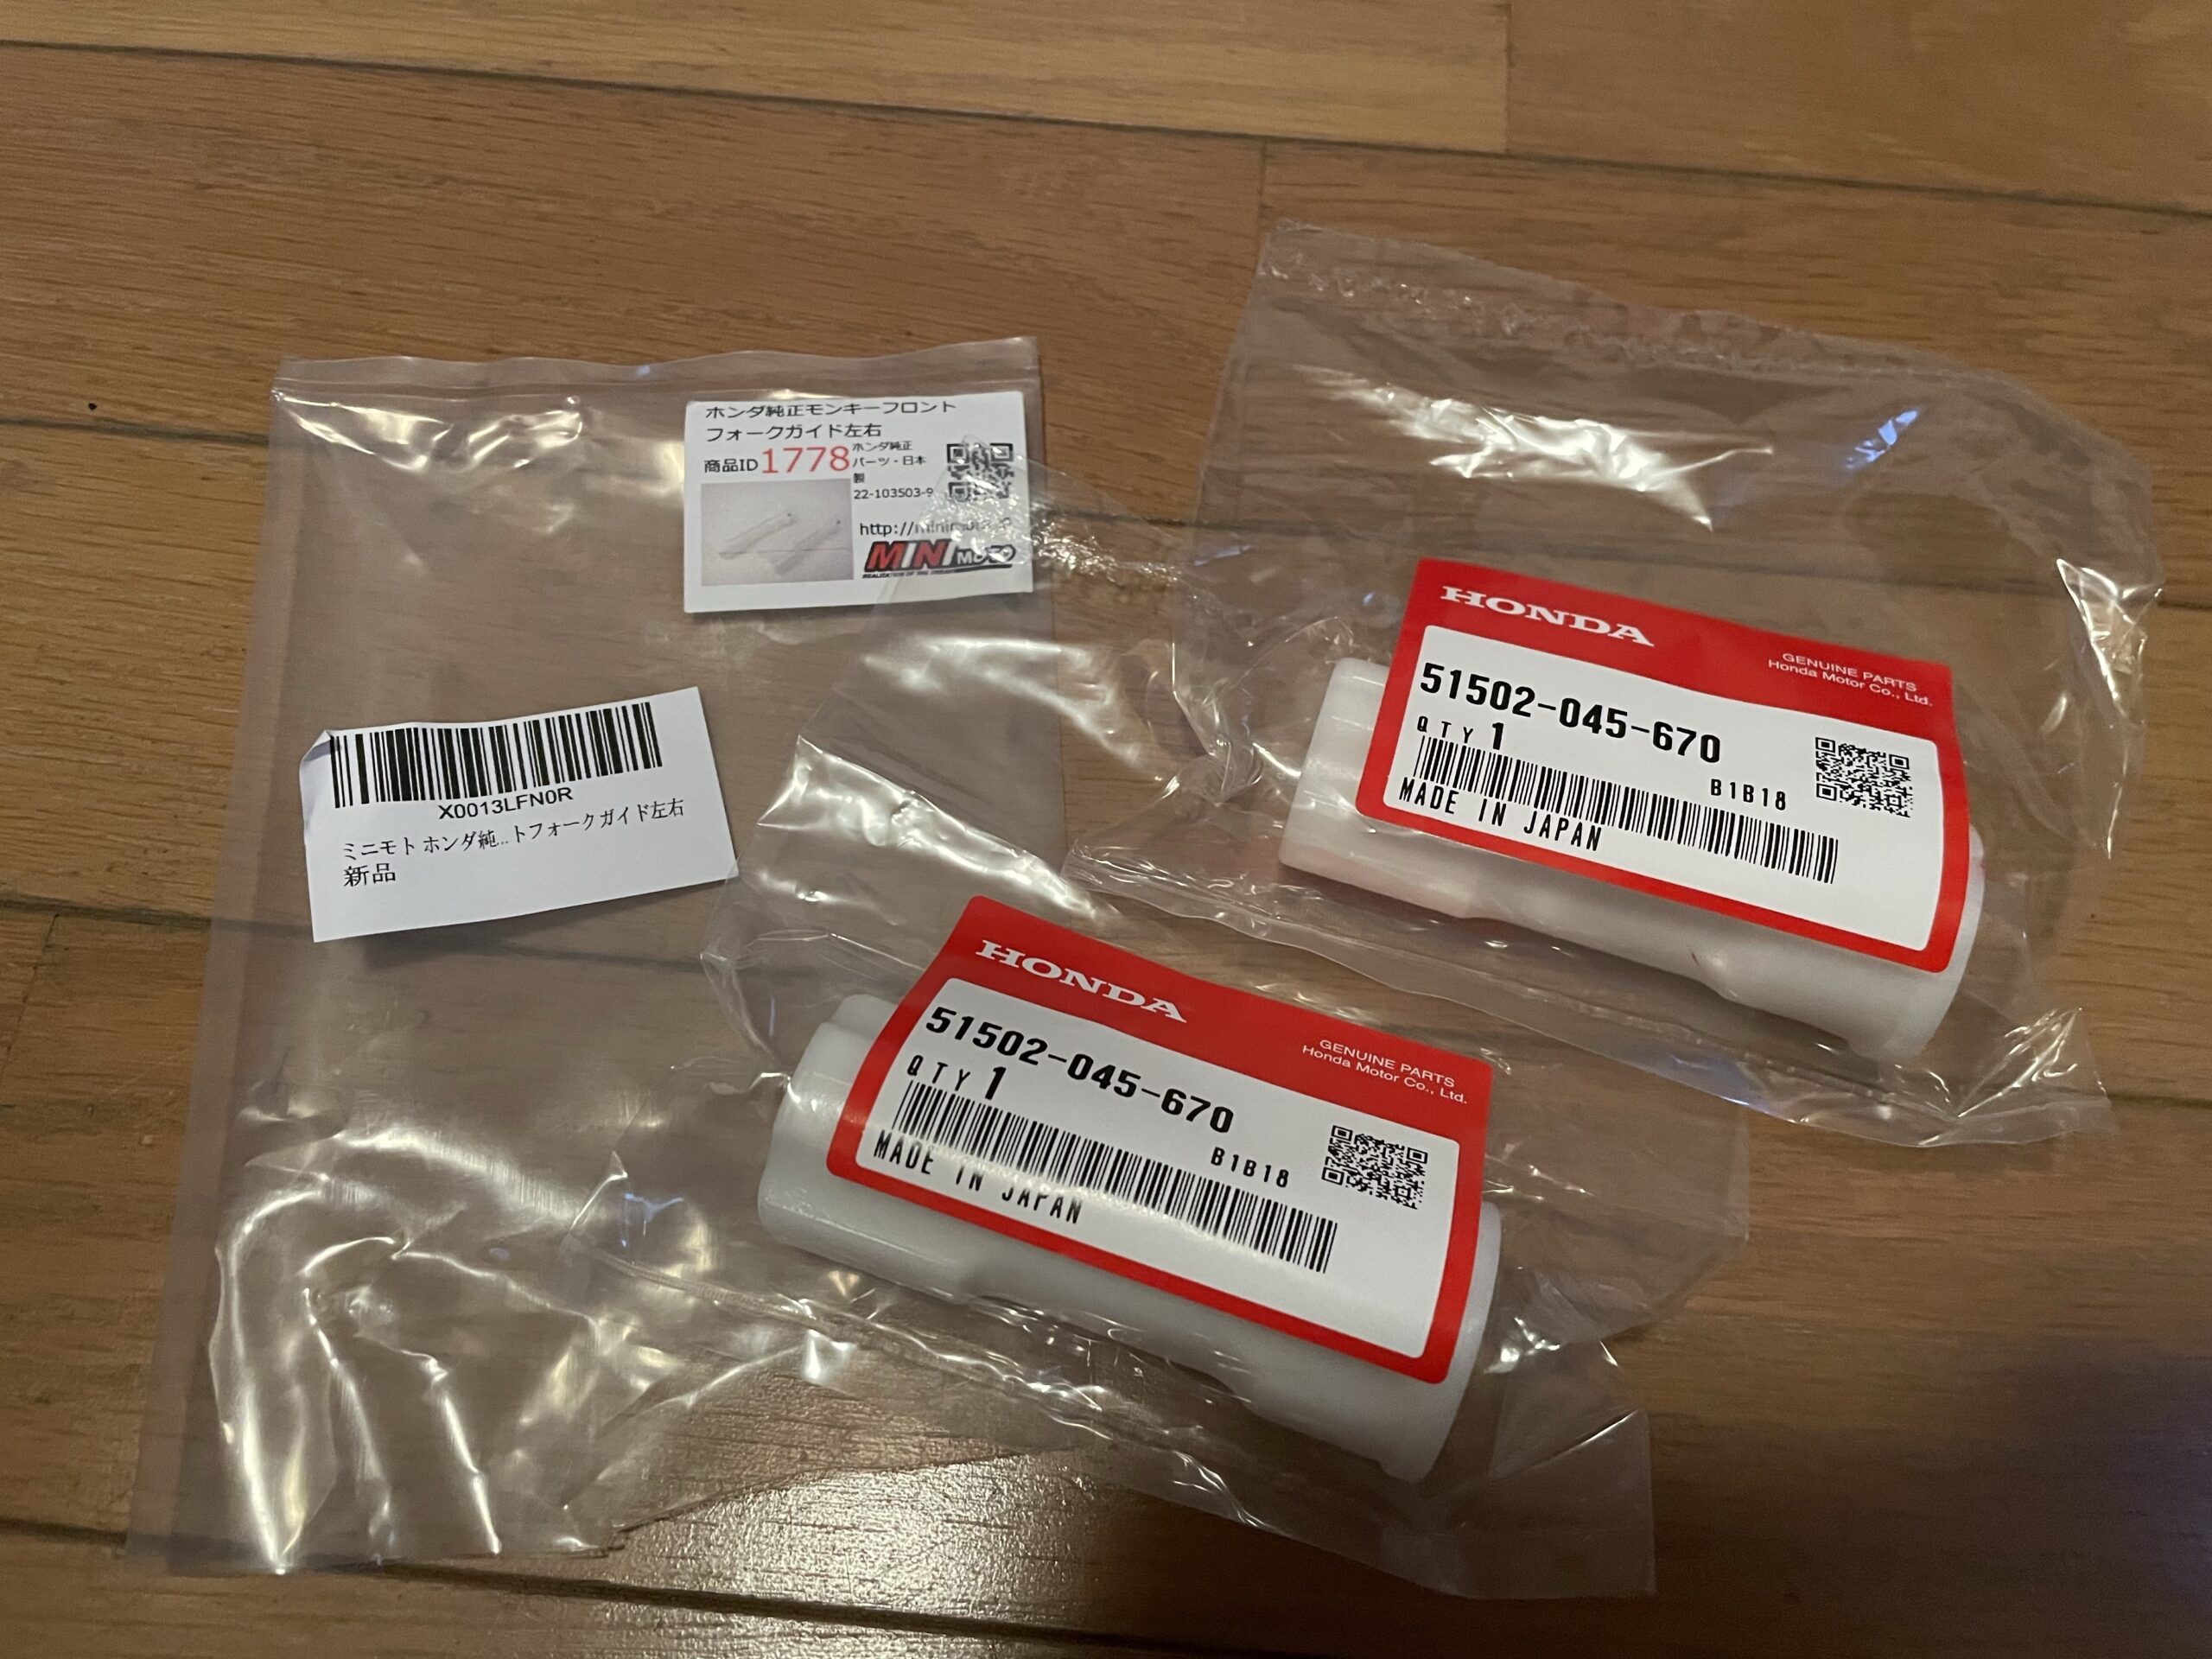 ホンダ純正モンキーフロント
フォークガイド左右
商品ID 1778
ホンダ純正
パーツ・日本
製
22-103503-9
http://
MINI MOTO
X0013LFN0R
ミニモト ホンダ純...トフォークガイド左右
新品
HONDA
GENUINE PARTS
Honda Motor Co., Ltd.
51502-045-670
QTY 1
B1B18
MADE IN JAPAN
HONDA
GENUINE PARTS
Honda Motor Co., Ltd.
51502-045-670
QTY 1
B1B18
MADE IN JAPAN